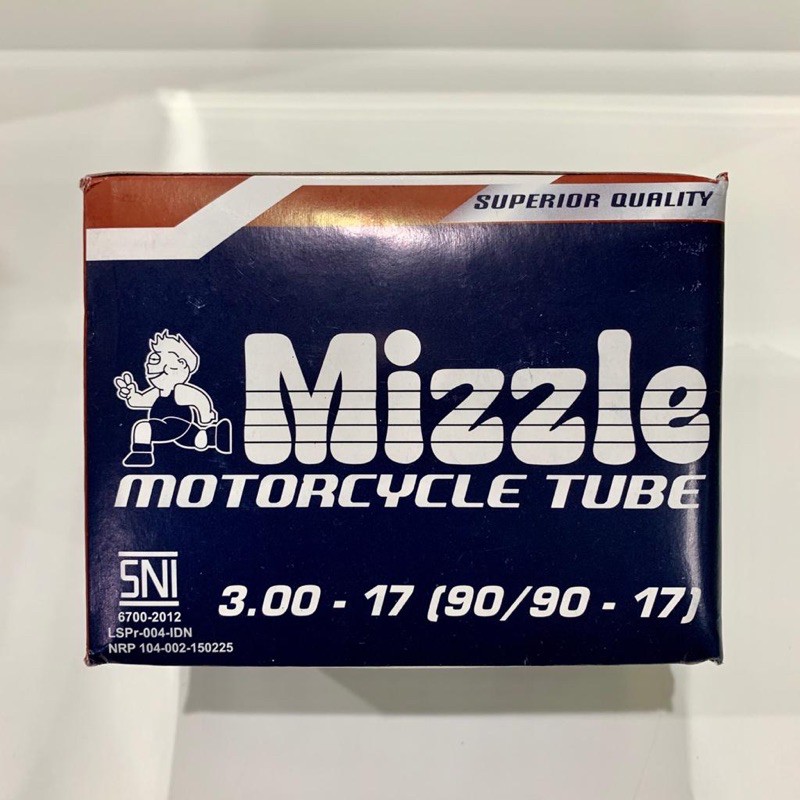 SUPERIOR QUALITY
Mizzle
MOTORCYCLE TUBE
SNI
6700-2012
LSPr-004-IDN
NRP 104-002-150225
3.00 - 17 (90/90 - 17)